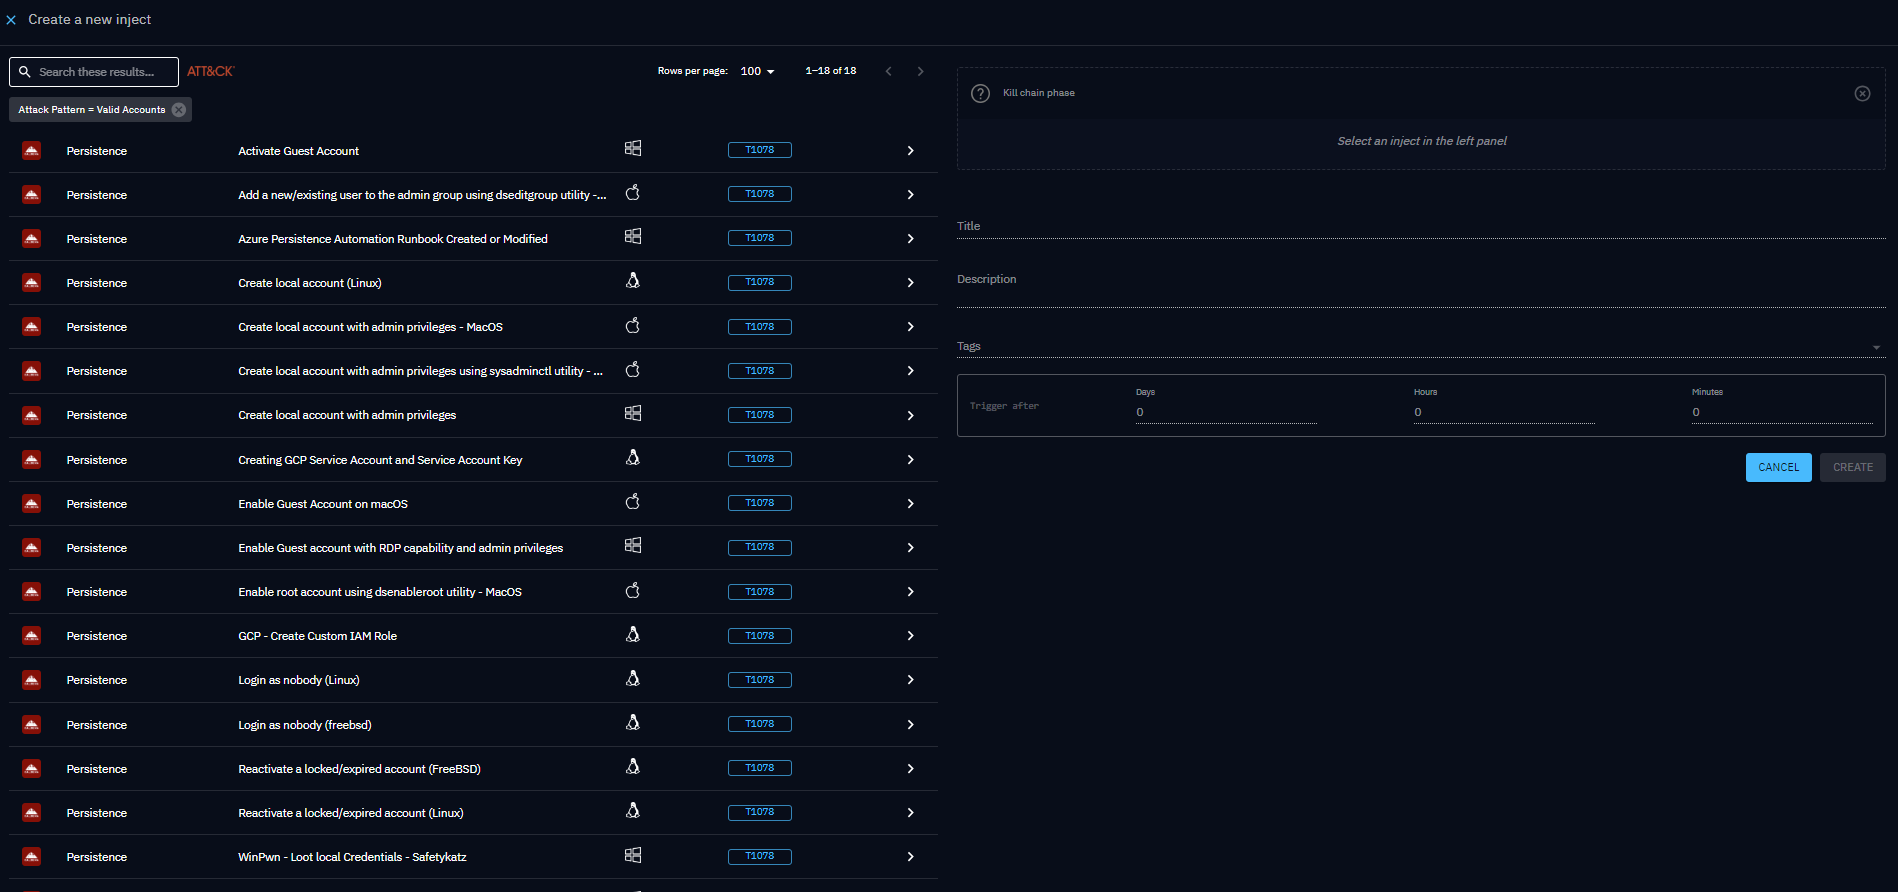 Create a new inject
Search these results...
ATT&CK
Rows per page: 100 1–18 of 18
Attack Pattern = Valid Accounts
Persistence Activate Guest Account T1078
Persistence Add a new/existing user to the admin group using dseditgroup utility -... T1078
Persistence Azure Persistence Automation Runbook Created or Modified T1078
Persistence Create local account (Linux) T1078
Persistence Create local account with admin privileges - MacOS T1078
Persistence Create local account with admin privileges using sysadminctl utility - ... T1078
Persistence Create local account with admin privileges T1078
Persistence Creating GCP Service Account and Service Account Key T1078
Persistence Enable Guest Account on macOS T1078
Persistence Enable Guest account with RDP capability and admin privileges T1078
Persistence Enable root account using dsenableroot utility - MacOS T1078
Persistence GCP - Create Custom IAM Role T1078
Persistence Login as nobody (Linux) T1078
Persistence Login as nobody (freebsd) T1078
Persistence Reactivate a locked/expired account (FreeBSD) T1078
Persistence Reactivate a locked/expired account (Linux) T1078
Persistence WinPwn - Loot local Credentials - Safetykatz T1078
Kill chain phase
Select an inject in the left panel
Title
Description
Tags
Trigger after
Days
0
Hours
0
Minutes
0
CANCEL CREATE